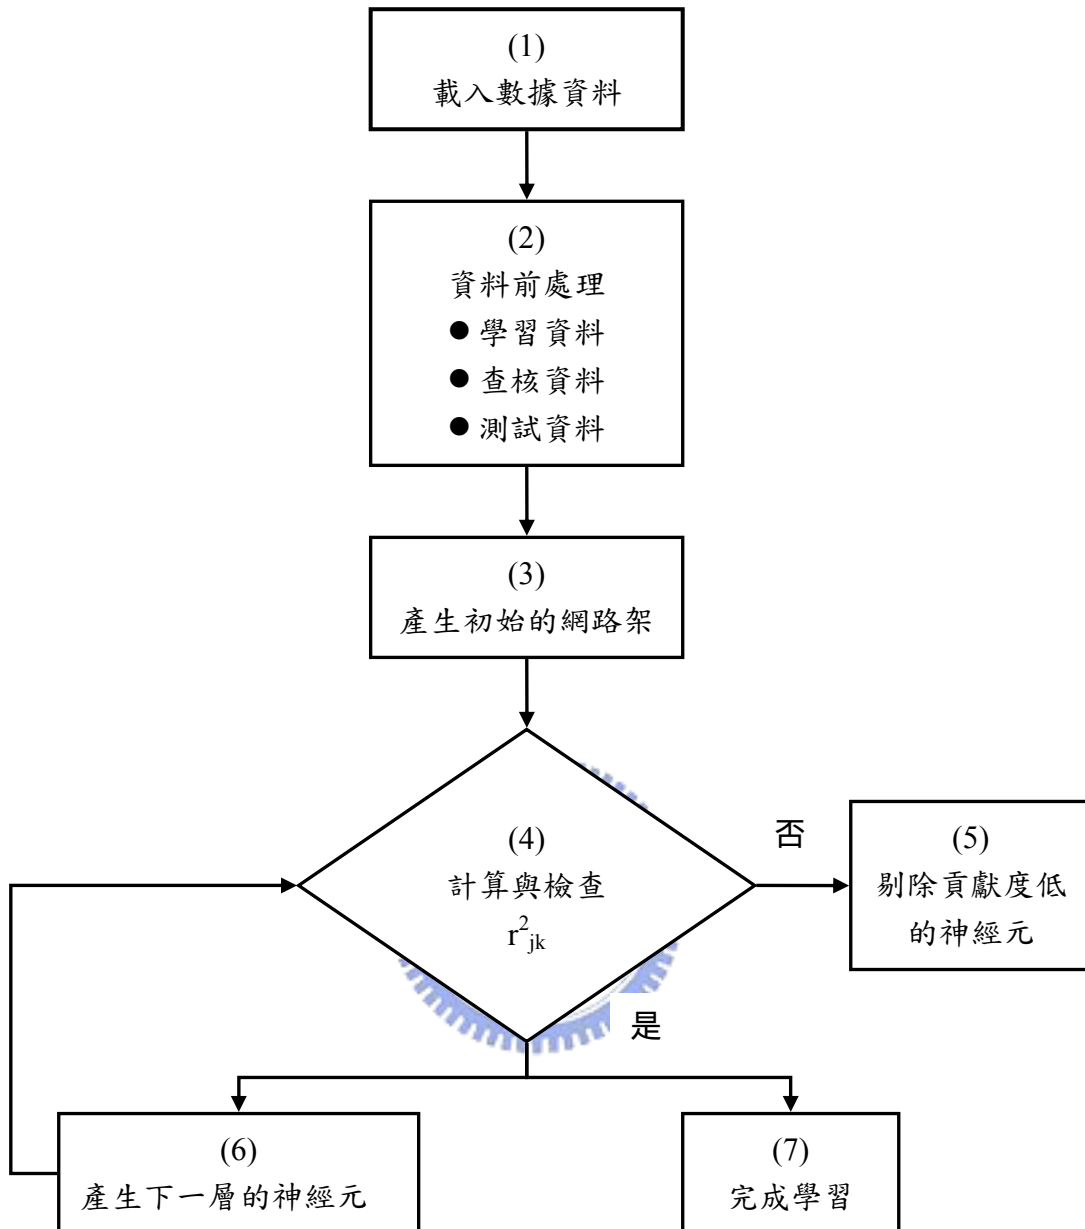 (1)
載入數據資料
(2)
資料前處理
● 學習資料
● 查核資料
● 測試資料
(3)
產生初始的網路架
(4)
計算與檢查
r²jk
否
(5)
剔除貢獻度低
的神經元
是
(6)
產生下一層的神經元
(7)
完成學習